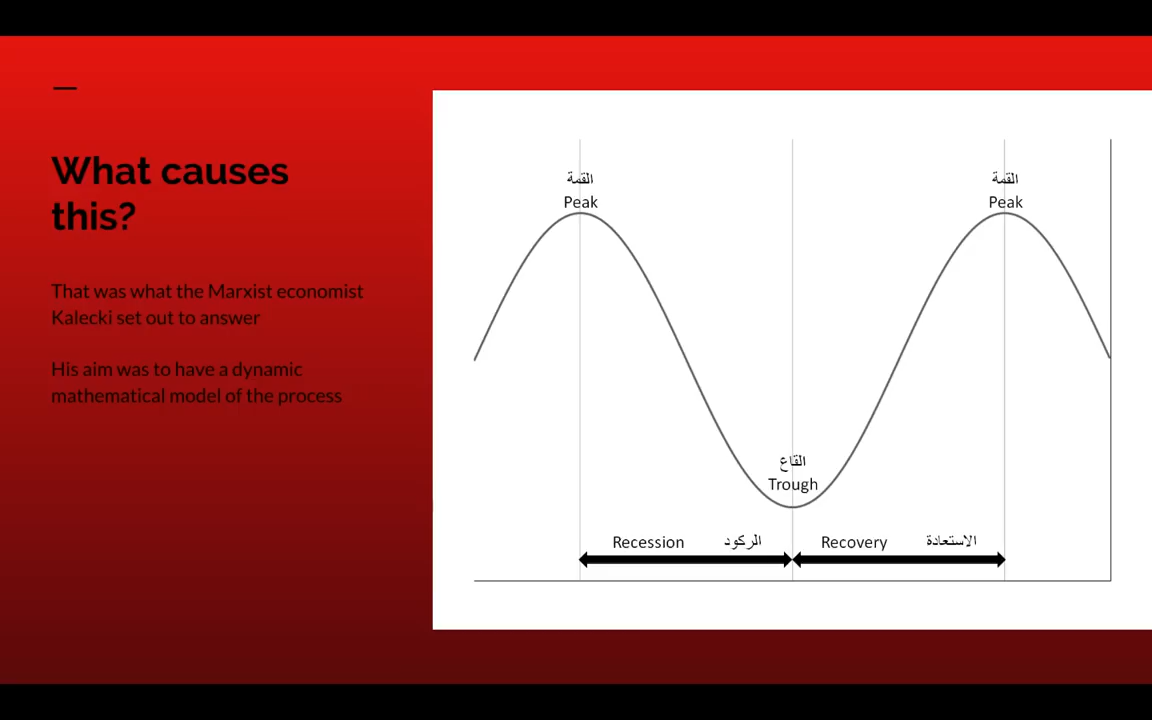 What causes
this?
That was what the Marxist economist
Kalecki set out to answer
His aim was to have a dynamic
mathematical model of the process
القمة
Peak
القمة
Peak
القاع
Trough
Recession الركود
Recovery الاستعادة